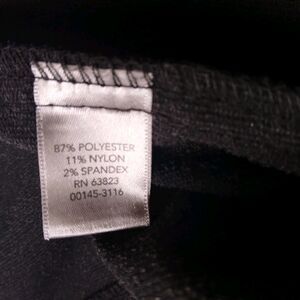 87% POLYESTER
11% NYLON
2% SPANDEX
RN 63823
00145-3116